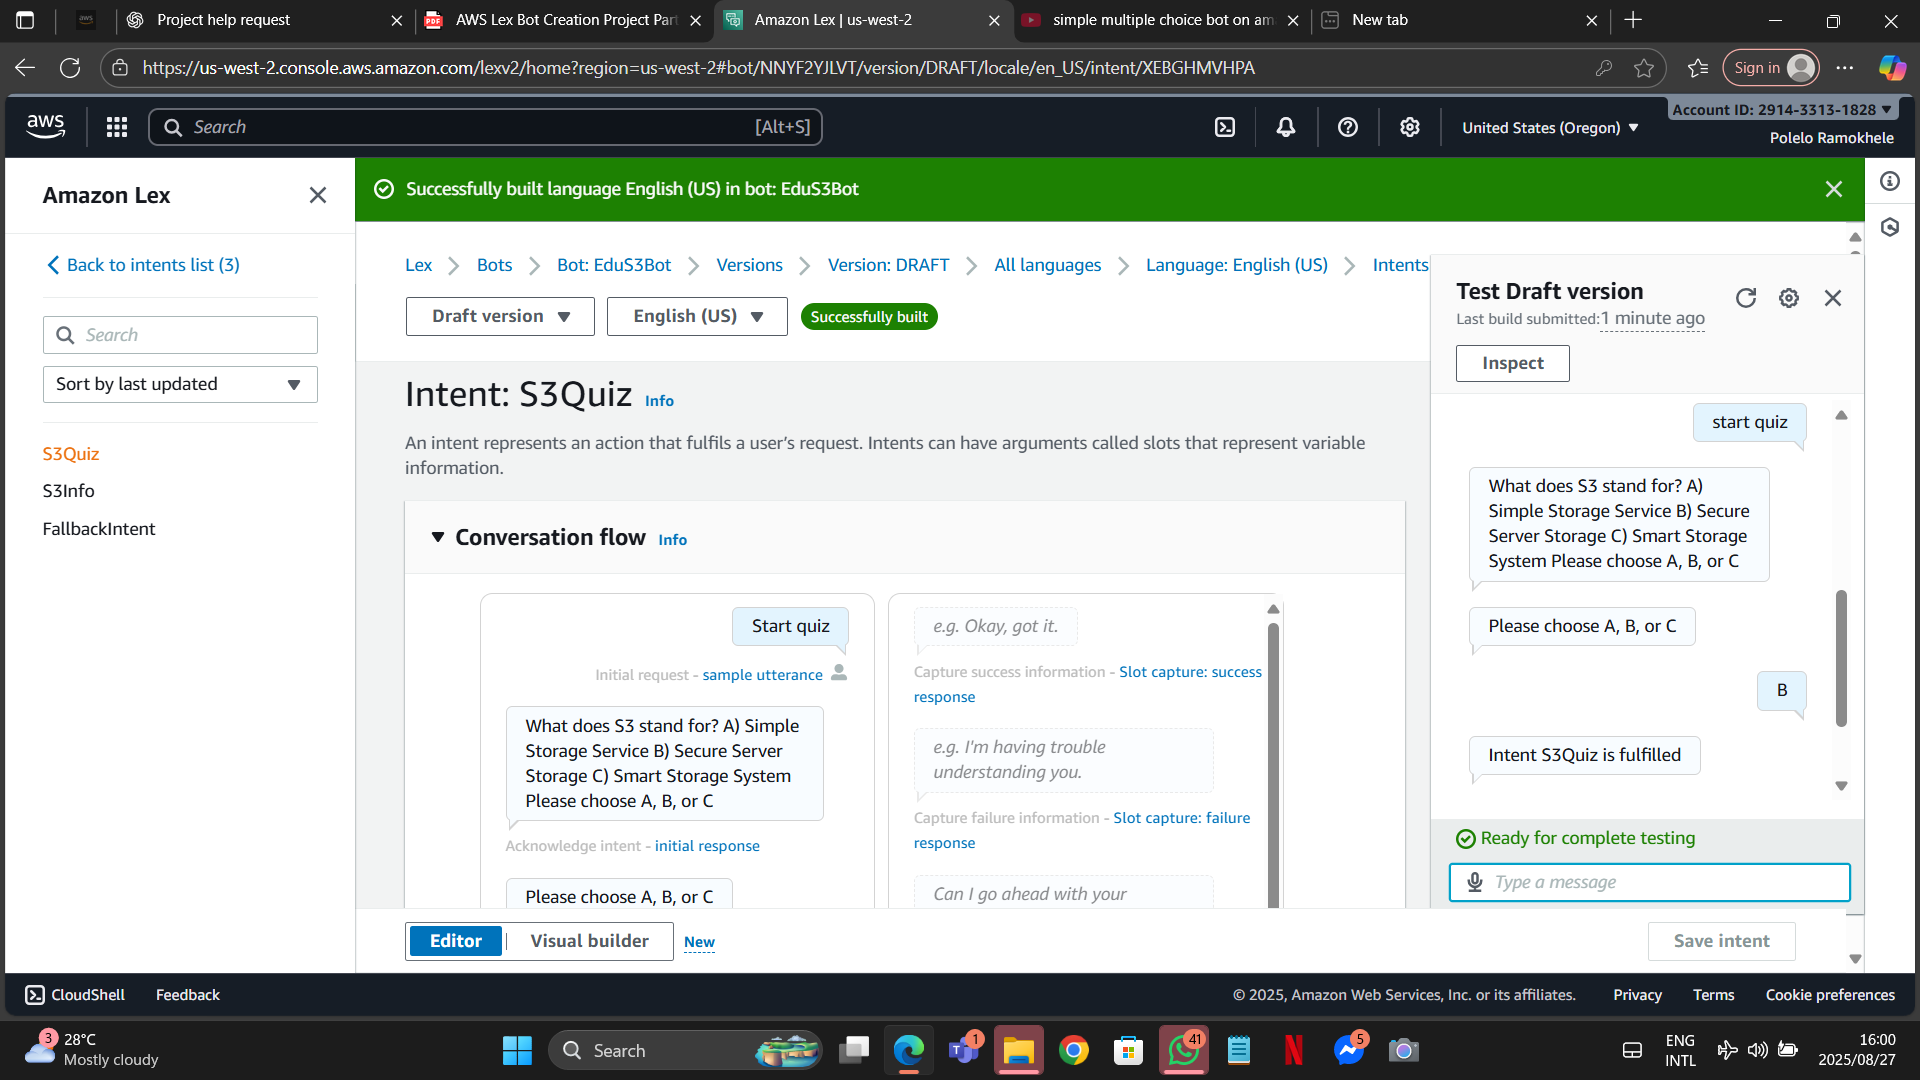 Project help request
AWS Lex Bot Creation Project Part
Amazon Lex | us-west-2
simple multiple choice bot on am
New tab
https://us-west-2.console.aws.amazon.com/lexv2/home?region=us-west-2#bot/NNYF2YJLVT/version/DRAFT/locale/en_US/intent/XEBGHMVHPA
Sign in
aws
Search
[Alt+S]
United States (Oregon)
Account ID: 2914-3313-1828
Polelo Ramokhele
Amazon Lex
Back to intents list (3)
Search
Sort by last updated
S3Quiz
S3Info
FallbackIntent
Successfully built language English (US) in bot: EduS3Bot
Lex
Bots
Bot: EduS3Bot
Versions
Version: DRAFT
All languages
Language: English (US)
Intents
Draft version
English (US)
Successfully built
Intent: S3Quiz Info
An intent represents an action that fulfils a user's request. Intents can have arguments called slots that represent variable
information.
Conversation flow Info
Start quiz
Initial request - sample utterance
What does S3 stand for? A) Simple
Storage Service B) Secure Server
Storage C) Smart Storage System
Please choose A, B, or C
Acknowledge intent - initial response
Please choose A, B, or C
e.g. Okay, got it.
Capture success information - Slot capture: success
response
e.g. I'm having trouble
understanding you.
Capture failure information - Slot capture: failure
response
Can I go ahead with your
Editor
Visual builder
New
Save intent
Test Draft version
Last build submitted: 1 minute ago
Inspect
start quiz
What does S3 stand for? A)
Simple Storage Service B) Secure
Server Storage C) Smart Storage
System Please choose A, B, or C
Please choose A, B, or C
B
Intent S3Quiz is fulfilled
Ready for complete testing
Type a message
CloudShell
Feedback
© 2025, Amazon Web Services, Inc. or its affiliates.
Privacy
Terms
Cookie preferences
3
28°C
Mostly cloudy
Search
1
41
5
ENG
INTL
16:00
2025/08/27